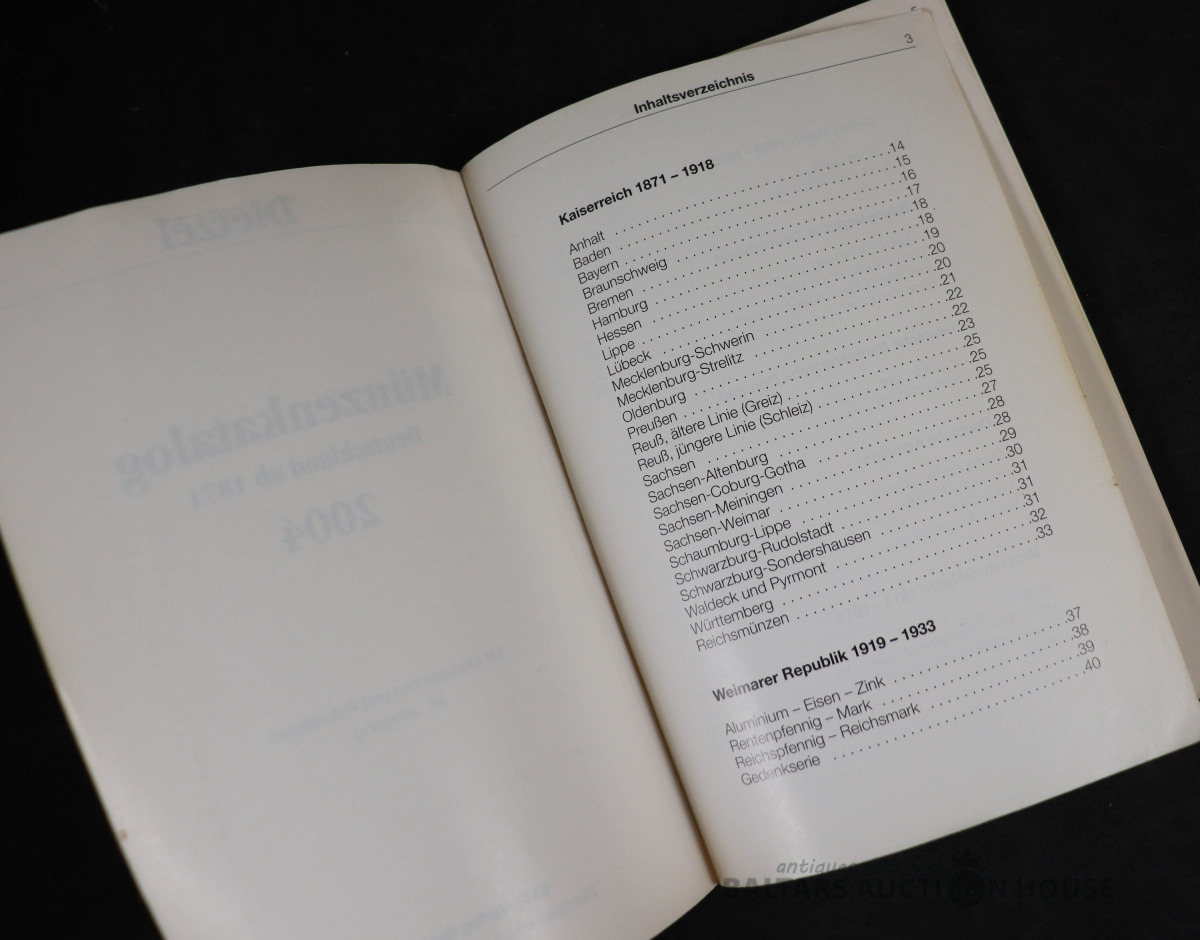 Münzenkatalog
Deutschland ab 1871
2004
3
Inhaltsverzeichnis
Kaiserreich 1871 – 1918
Anhalt 14
Baden 15
Bayern 16
Braunschweig 17
Bremen 18
Hamburg 18
Hessen 19
Lippe 20
Lübeck 20
Mecklenburg-Schwerin 21
Mecklenburg-Strelitz 22
Oldenburg 22
Preußen 23
Reuß, ältere Linie (Greiz) 25
Reuß, jüngere Linie (Schleiz) 25
Sachsen 25
Sachsen-Altenburg 27
Sachsen-Coburg-Gotha 28
Sachsen-Meiningen 28
Sachsen-Weimar 29
Schaumburg-Lippe 30
Schwarzburg-Rudolstadt 31
Schwarzburg-Sondershausen 31
Waldeck und Pyrmont 31
Württemberg 32
Reichsmünzen 33
Weimarer Republik 1919 – 1933
Aluminium – Eisen – Zink 37
Rentenpfennig – Mark 38
Reichspfennig – Reichsmark 39
Gedenkserie 40
antiques
BALTARS AUCTION HOUSE